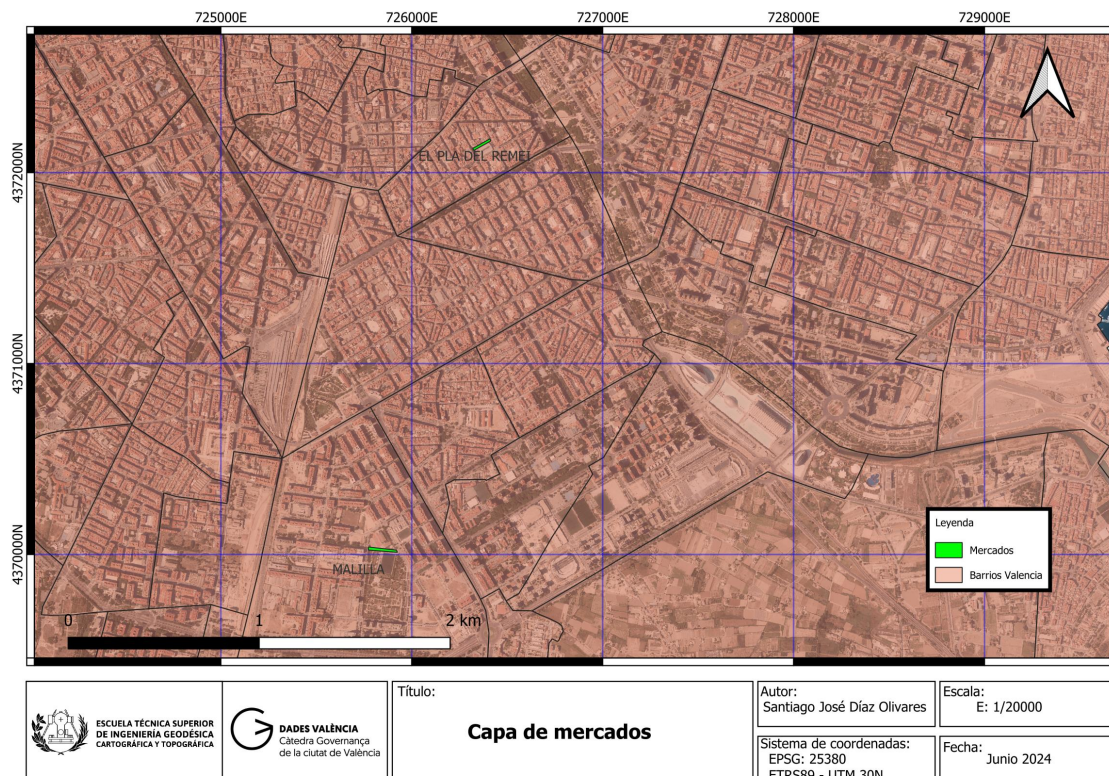 725000E 726000E 727000E 728000E 729000E
4372000N
4371000N
4370000N
EL PLA DEL REMEI
MALILLA
0 1 2 km
Leyenda
Mercados
Barrios Valencia
ESCUELA TÉCNICA SUPERIOR
DE INGENIERÍA GEODÉSICA
CARTOGRÁFICA Y TOPOGRÁFICA
DADES VALÈNCIA
Càtedra Governança
de la ciutat de València
Título:
Capa de mercados
Autor:
Santiago José Díaz Olivares
Escala:
E: 1/20000
Sistema de coordenadas:
EPSG: 25380
ETRS89 - UTM 30N
Fecha:
Junio 2024